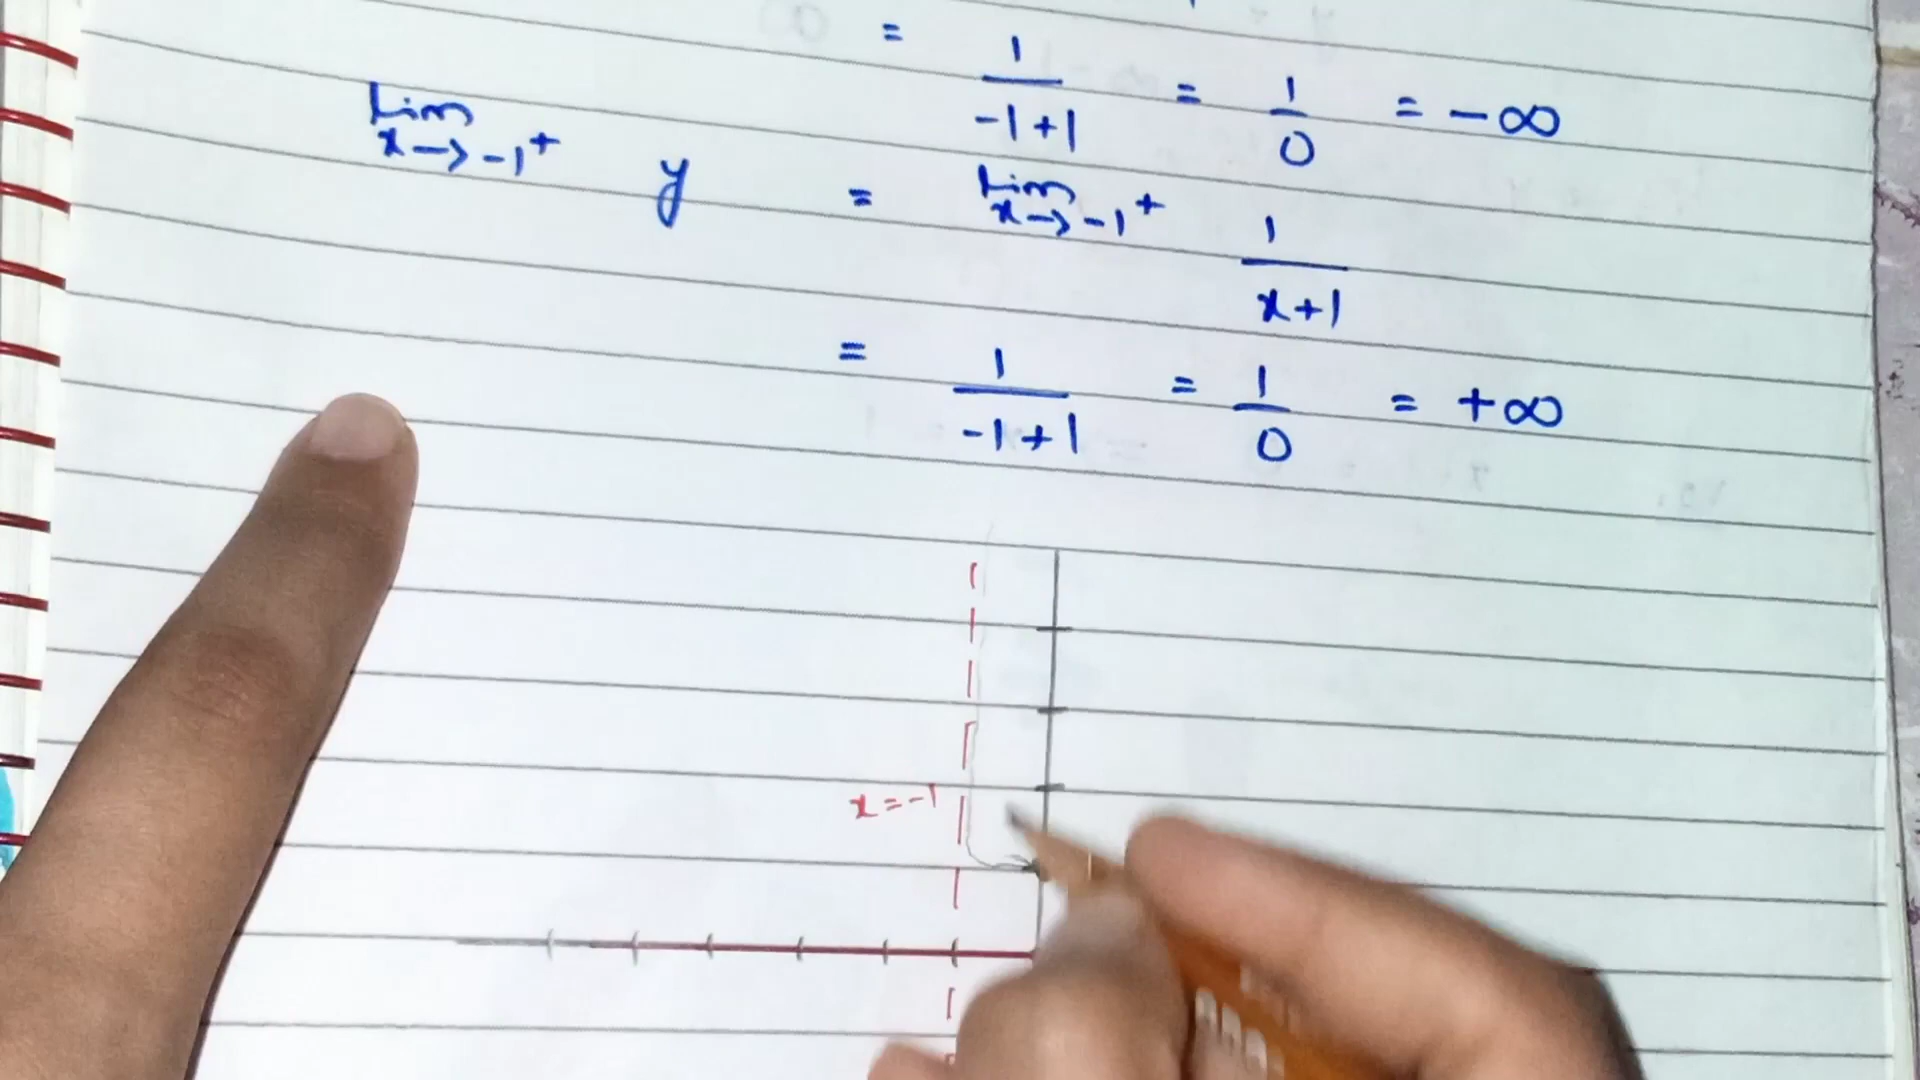 = 1/(-1+1) = 1/0 = -∞
lim x→-1⁺ y = lim x→-1⁺ 1/(x+1)
= 1/(-1+1) = 1/0 = +∞
x=-1